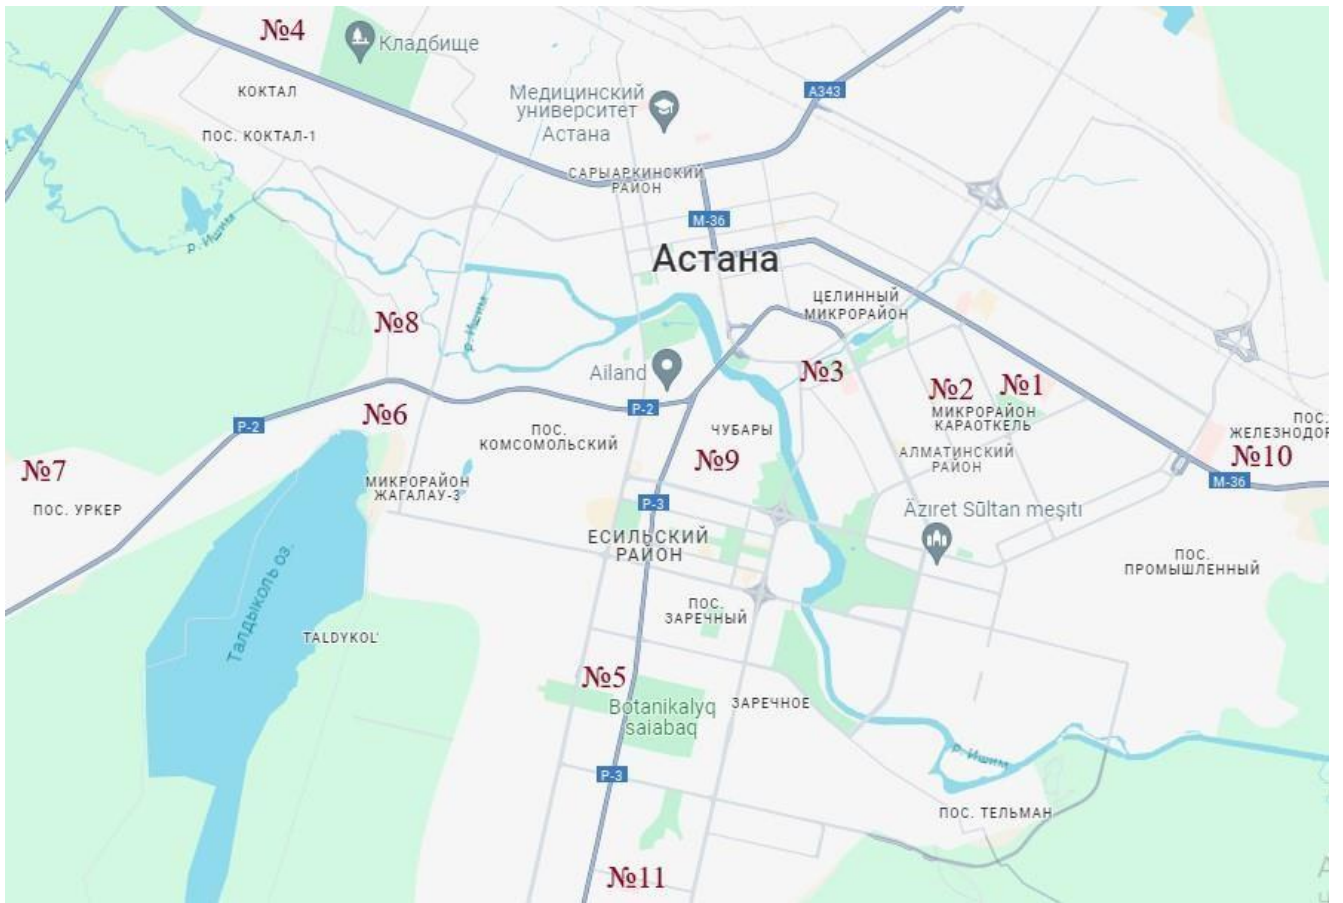 №4
Кладбище
КОКТАЛ
Медицинский
университет
Астана
A343
ПОС. КОКТАЛ-1
САРЫАРКИНСКИЙ
РАЙОН
р. Ишим
М-36
Астана
ЦЕЛИННЫЙ
МИКРОРАЙОН
№8
р. Ишим
Ailand
№3
№2
№1
P-2
№6
P-2
ПОС.
КОМСОМОЛЬСКИЙ
ЧУБАРЫ
МИКРОРАЙОН
КАРАОТКЕЛЬ
ПОС.
№7
№9
АЛМАТИНСКИЙ
РАЙОН
№10
МИКРОРАЙОН
ЖАГАЛАУ-3
М-36
ПОС. УРКЕР
P-3
Äziret Sūltan meşıtı
ЕСИЛЬСКИЙ
РАЙОН
ПОС.
ПРОМЫШЛЕННЫЙ
Талдыколь оз.
ПОС.
ЗАРЕЧНЫЙ
TALDYKOL'
№5
Botanikalyq
saiabaq
ЗАРЕЧНОЕ
р. Ишим
P-3
ПОС. ТЕЛЬМАН
№11